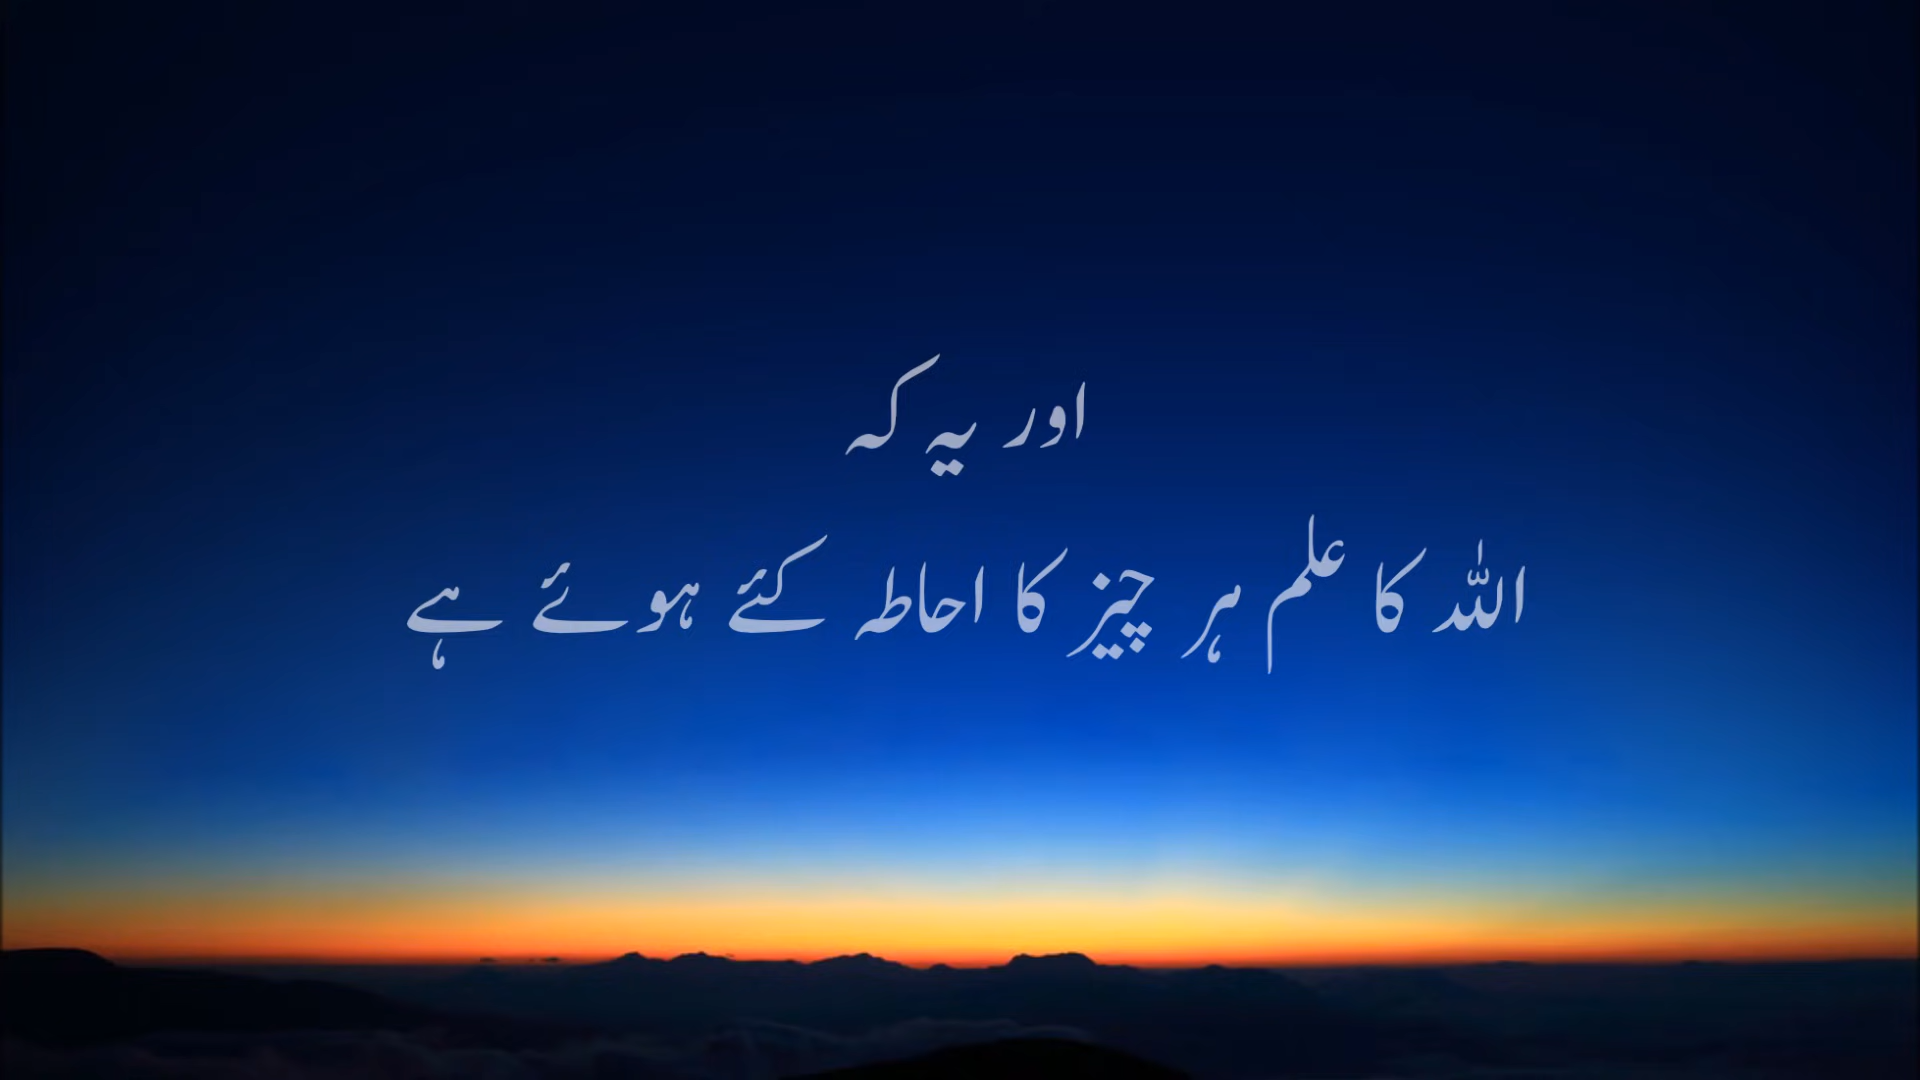 اور یہ کہ
اللہ کا علم ہر چیز کا احاطہ کئے ہوئے ہے